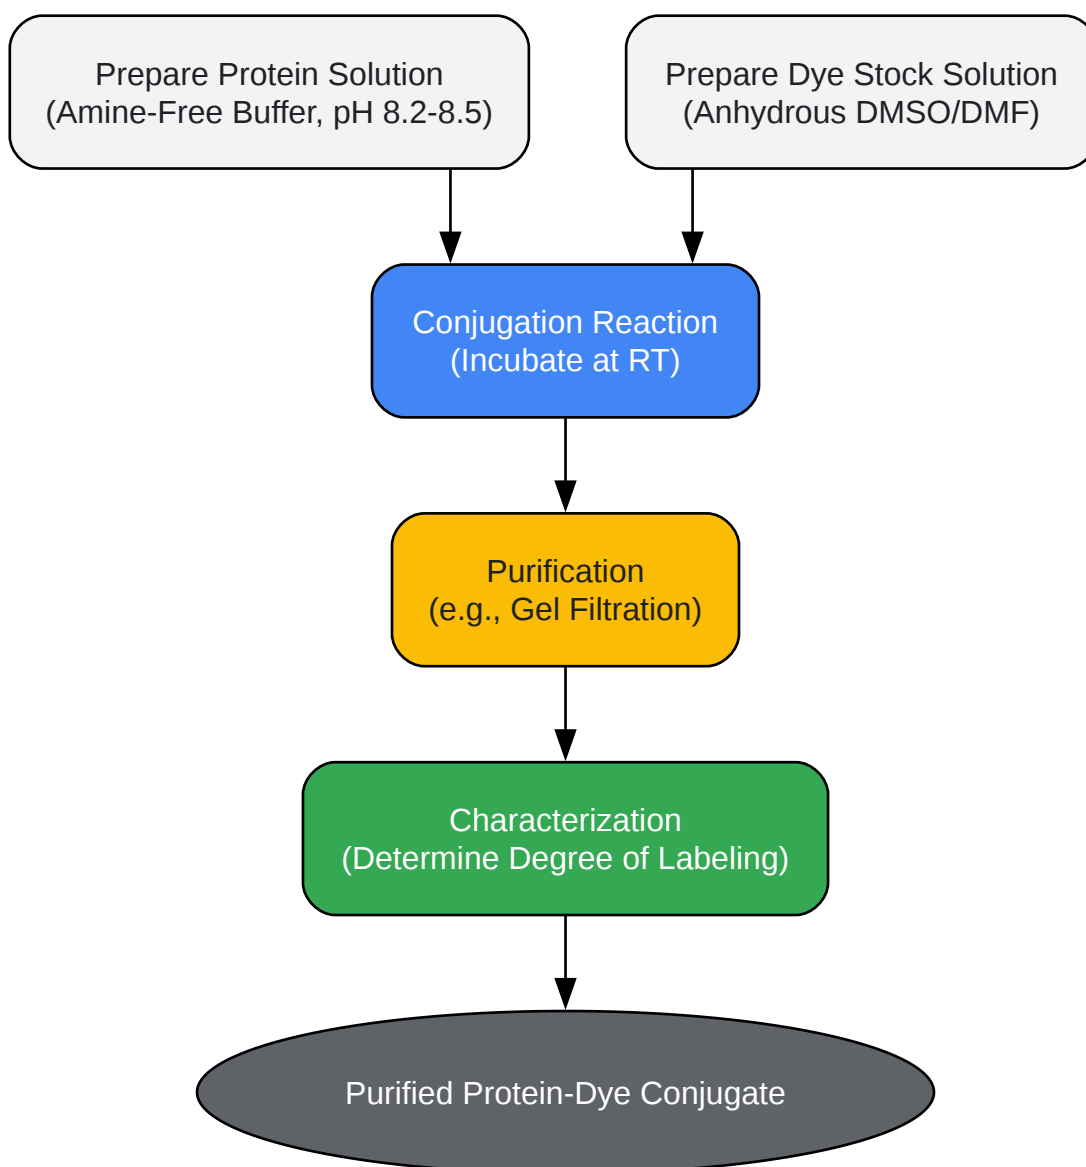 Prepare Protein Solution
(Amine-Free Buffer, pH 8.2-8.5)
Prepare Dye Stock Solution
(Anhydrous DMSO/DMF)
Conjugation Reaction
(Incubate at RT)
Purification
(e.g., Gel Filtration)
Characterization
(Determine Degree of Labeling)
Purified Protein-Dye Conjugate